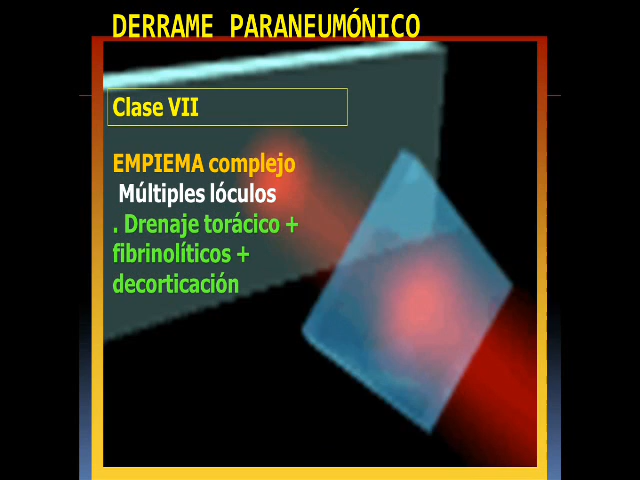 DERRAME PARANEUMÓNICO
Clase VII
EMPIEMA complejo
Múltiples lóculos
. Drenaje torácico +
fibrinolíticos +
decorticación